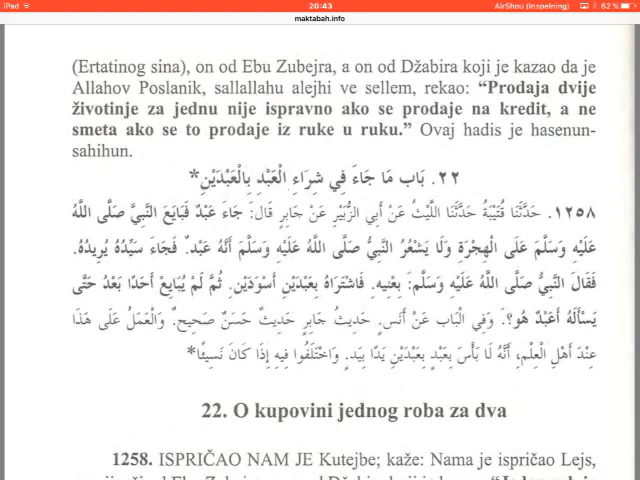 iPad
20:43
AirShou (Inspelning)
62 %
maktabah.info
(Ertatinog sina), on od Ebu Zubejra, a on od Džabira koji je kazao da je
Allahov Poslanik, sallallahu alejhi ve sellem, rekao: “Prodaja dvije
životinje za jednu nije ispravno ako se prodaje na kredit, a ne
smeta ako se to prodaje iz ruke u ruku.” Ovaj hadis je hasenun-
sahihun.
٢٢. بَاب مَا جَاءَ فِي شِرَاءِ الْعَبْدِ بِالْعَبْدَيْنِ*
١٢٥٨. حَدَّثَنَا قُتَيْبَةُ حَدَّثَنَا اللَّيْثُ عَنْ أَبِي الزُّبَيْرِ عَنْ جَابِرٍ قَالَ: جَاءَ عَبْدٌ فَبَايَعَ النَّبِيَّ صَلَّى اللَّهُ
عَلَيْهِ وَسَلَّمَ عَلَى الْهِجْرَةِ وَلَا يَشْعُرُ النَّبِيُّ صَلَّى اللَّهُ عَلَيْهِ وَسَلَّمَ أَنَّهُ عَبْدٌ. فَجَاءَ سَيِّدُهُ يُرِيدُهُ.
فَقَالَ النَّبِيُّ صَلَّى اللَّهُ عَلَيْهِ وَسَلَّمَ: بِعْنِيهِ. فَاشْتَرَاهُ بِعَبْدَيْنِ أَسْوَدَيْنِ. ثُمَّ لَمْ يُبَايِعْ أَحَدًا بَعْدُ حَتَّى
يَسْأَلَهُ أَعَبْدٌ هُوَ؟. وَفِي الْبَاب عَنْ أَنَسٍ. حَدِيثُ جَابِرٍ حَدِيثٌ حَسَنٌ صَحِيحٌ. وَالْعَمَلُ عَلَى هَذَا
عِنْدَ أَهْلِ الْعِلْمِ، أَنَّهُ لَا بَأْسَ بِعَبْدٍ بِعَبْدَيْنِ يَدًا بِيَدٍ. وَاخْتَلَفُوا فِيهِ إِذَا كَانَ نَسِيئًا*
22. O kupovini jednog roba za dva
1258. ISPRIČAO NAM JE Kutejbe; kaže: Nama je ispričao Lejs,